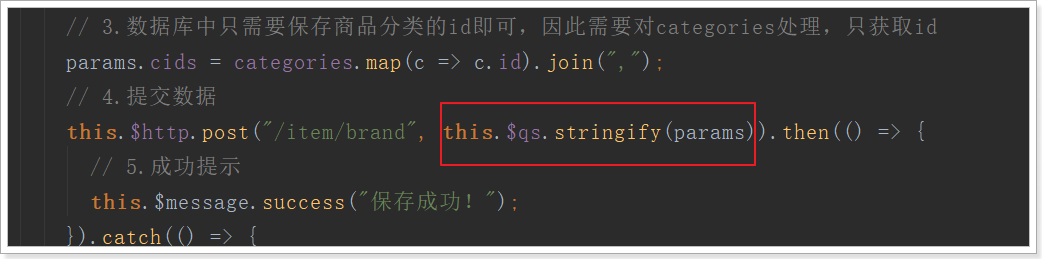 // 3.数据库中只需要保存商品分类的id即可，因此需要对categories处理，只获取id
params.cids = categories.map(c => c.id).join(",");
// 4.提交数据
this.$http.post("/item/brand", this.$qs.stringify(params)).then(() => {
// 5.成功提示
this.$message.success("保存成功！");
}).catch(() => {